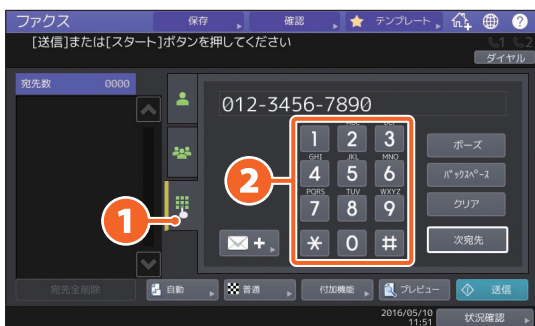 ファクス 保存 確認 テンプレート
[送信]または[スタート]ボタンを押してください
1 2
ダイヤル
宛先数 0000
012-3456-7890
ABC DEF
1 2 3
ポーズ
GHI JKL MNO
4 5 6
バックスペース
2
PQRS TUV WXYZ
7 8 9
クリア
1
* 0 #
次宛先
+
宛先全削除 自動 普通 付加機能 プレビュー 送信
2016/05/10
11:51
状況確認